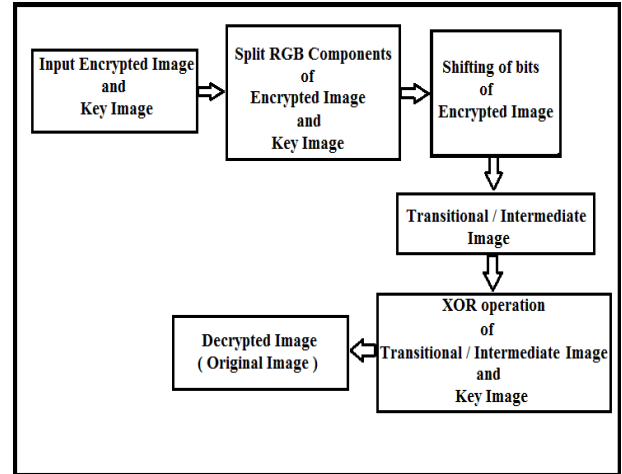 Input Encrypted Image
and
Key Image
Split RGB Components
of
Encrypted Image
and
Key Image
Shifting of bits
of
Encrypted Image
Transitional / Intermediate
Image
XOR operation
of
Transitional / Intermediate Image
and
Key Image
Decrypted Image
( Original Image )